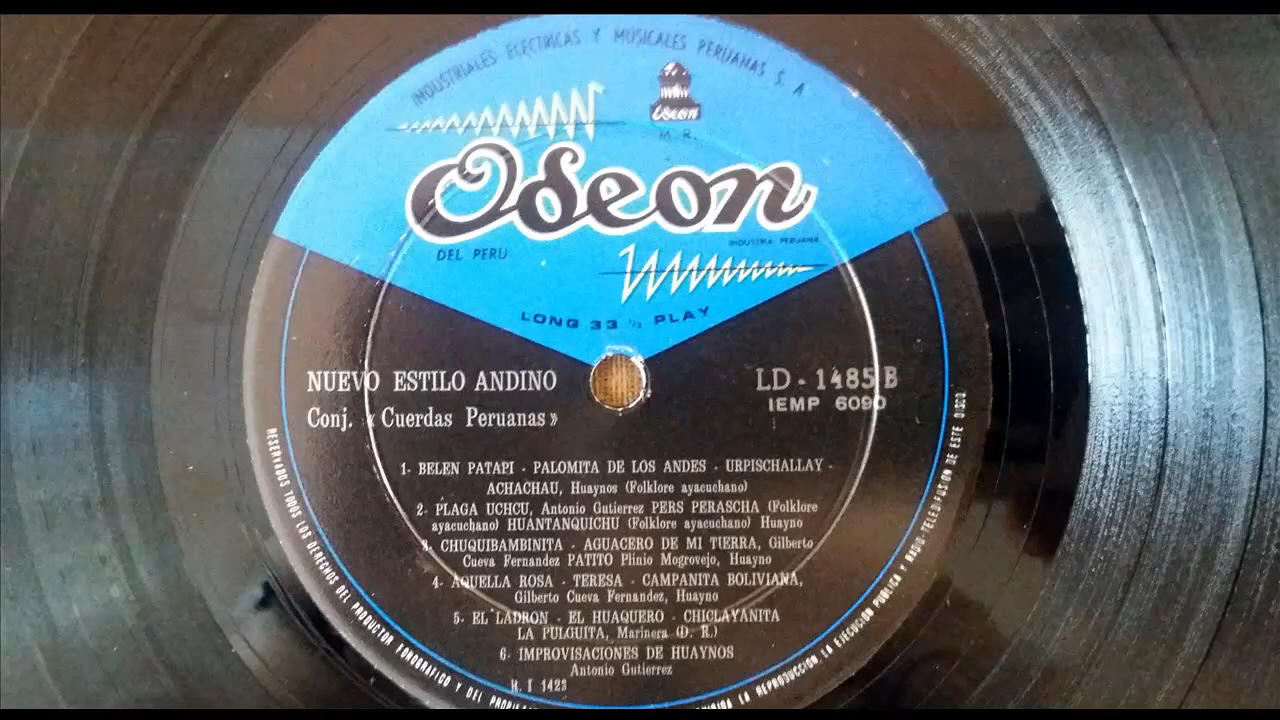 INDUSTRIALES ELECTRICAS Y MUSICALES PERUANAS S. A
Odeon
M. R.
Odeon
INDUSTRIA PERUANA
DEL PERU
LONG 33 1/3 PLAY
NUEVO ESTILO ANDINO
LD - 1485 B
IEMP 6090
Conj. « Cuerdas Peruanas »
1- BELEN PATAPI - PALOMITA DE LOS ANDES - URPISCHALLAY -
ACHACHAU, Huaynos (Folklore ayacuchano)
2- PLAGA UCHCU, Antonio Gutierrez PERS PERASCHA (Folklore
ayacuchano) HUANTANQUICHU (Folklore ayacuchano) Huayno
3- CHUQUIBAMBINITA - AGUACERO DE MI TIERRA, Gilberto
Cueva Fernandez PATITO Plinio Mogrovejo, Huayno
4- AQUELLA ROSA - TERESA - CAMPANITA BOLIVIANA,
Gilberto Cueva Fernandez, Huayno
5- EL LADRON - EL HUAQUERO - CHICLAYANITA
LA PULGUITA, Marinera (D. R.)
6- IMPROVISACIONES DE HUAYNOS
Antonio Gutierrez
R. I 1423
RESERVADOS TODOS LOS DERECHOS DEL PRODUCTOR FONOGRAFICO Y DEL
LA REPRODUCCION, LA EJECUCION PUBLICA Y RADIO-TELEDIFUSION DE ESTE DISCO